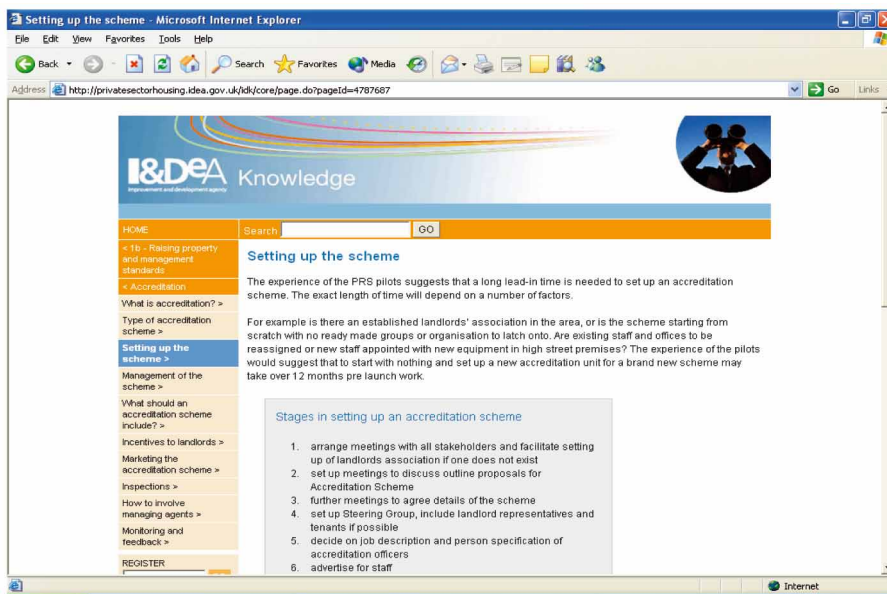 Setting up the scheme - Microsoft Internet Explorer
File Edit View Favorites Tools Help
Back Search Favorites Media
Address http://privatesectorhousing.idea.gov.uk/idk/core/page.do?pageId=4787687 Go Links
I&DeA Knowledge
improvement and development agency
HOME
Search GO
< 1b - Raising property
and management
standards
< Accreditation
What is accreditation? >
Type of accreditation
scheme >
Setting up the
scheme >
Management of the
scheme >
What should an
accreditation scheme
include? >
Incentives to landlords >
Marketing the
accreditation scheme >
Inspections >
How to involve
managing agents >
Monitoring and
feedback >
REGISTER
Setting up the scheme
The experience of the PRS pilots suggests that a long lead-in time is needed to set up an accreditation
scheme. The exact length of time will depend on a number of factors.
For example is there an established landlords' association in the area, or is the scheme starting from
scratch with no ready made groups or organisation to latch onto. Are existing staff and offices to be
reassigned or new staff appointed with new equipment in high street premises? The experience of the pilots
would suggest that to start with nothing and set up a new accreditation unit for a brand new scheme may
take over 12 months pre launch work.
Stages in setting up an accreditation scheme
1. arrange meetings with all stakeholders and facilitate setting
up of landlords association if one does not exist
2. set up meetings to discuss outline proposals for
Accreditation Scheme
3. further meetings to agree details of the scheme
4. set up Steering Group, include landlord representatives and
tenants if possible
5. decide on job description and person specification of
accreditation officers
6. advertise for staff
Internet